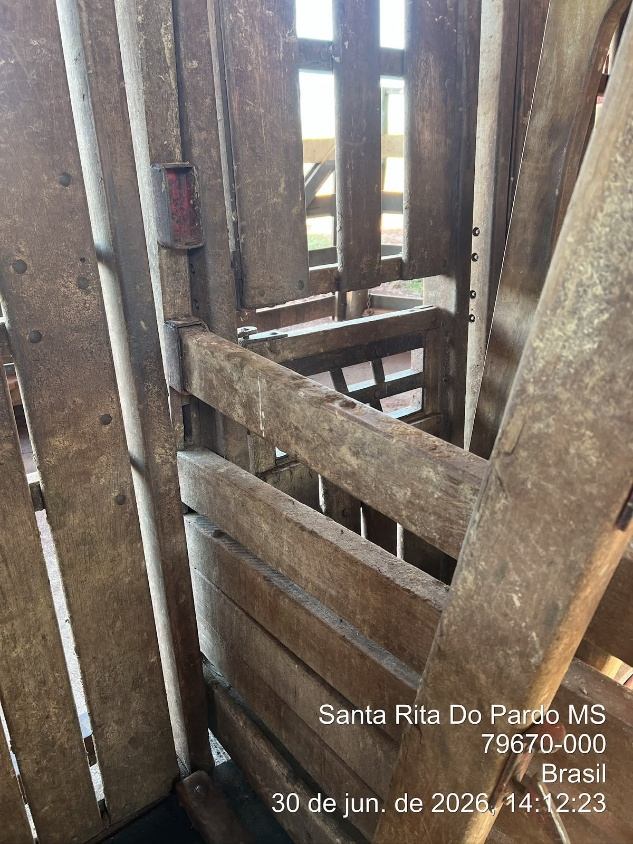 Santa Rita Do Pardo MS
79670-000
Brasil
30 de jun. de 2026, 14:12:23